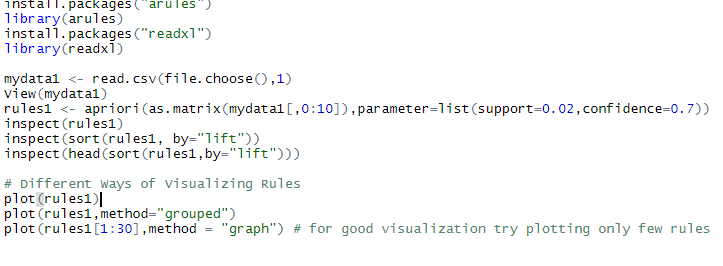 install.packages("arules")
library(arules)
install.packages("readxl")
library(readxl)
mydata1 <- read.csv(file.choose(),1)
View(mydata1)
rules1 <- apriori(as.matrix(mydata1[,0:10]),parameter=list(support=0.02,confidence=0.7))
inspect(rules1)
inspect(sort(rules1, by="lift"))
inspect(head(sort(rules1,by="lift")))
# Different Ways of Visualizing Rules
plot(rules1)
plot(rules1,method="grouped")
plot(rules1[1:30],method = "graph") # for good visualization try plotting only few rules